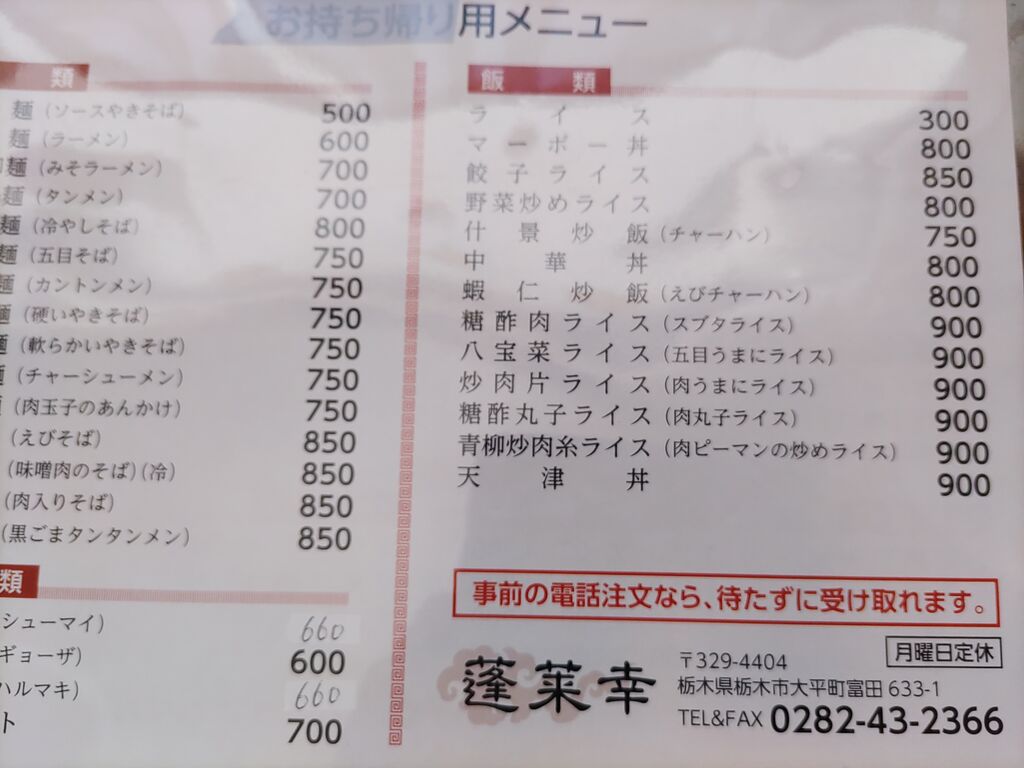 お持ち帰り用メニュー
類
麺（ソースやきそば） 500
麺（ラーメン） 600
麺（みそラーメン） 700
麺（タンメン） 700
麺（冷やしそば） 800
麺（五目そば） 750
麺（カントンメン） 750
麺（硬いやきそば） 750
麺（軟らかいやきそば） 750
（チャーシューメン） 750
（肉玉子のあんかけ） 750
（えびそば） 850
（味噌肉のそば）（冷） 850
（肉入りそば） 850
（黒ごまタンタンメン） 850
類
シューマイ） 660
ギョーザ） 600
ハルマキ） 660
ト 700
飯類
ライス 300
マーボー丼 800
餃子ライス 850
野菜炒めライス 800
什景炒飯（チャーハン） 750
中華丼 800
蝦仁炒飯（えびチャーハン） 800
糖酢肉ライス（スブタライス） 900
八宝菜ライス（五目うまにライス） 900
炒肉片ライス（肉うまにライス） 900
糖酢丸子ライス（肉丸子ライス） 900
青柳炒肉糸ライス（肉ピーマンの炒めライス） 900
天津丼 900
事前の電話注文なら、待たずに受け取れます。
月曜日定休
蓬莱幸
〒329-4404
栃木県栃木市大平町富田 633-1
TEL&FAX 0282-43-2366